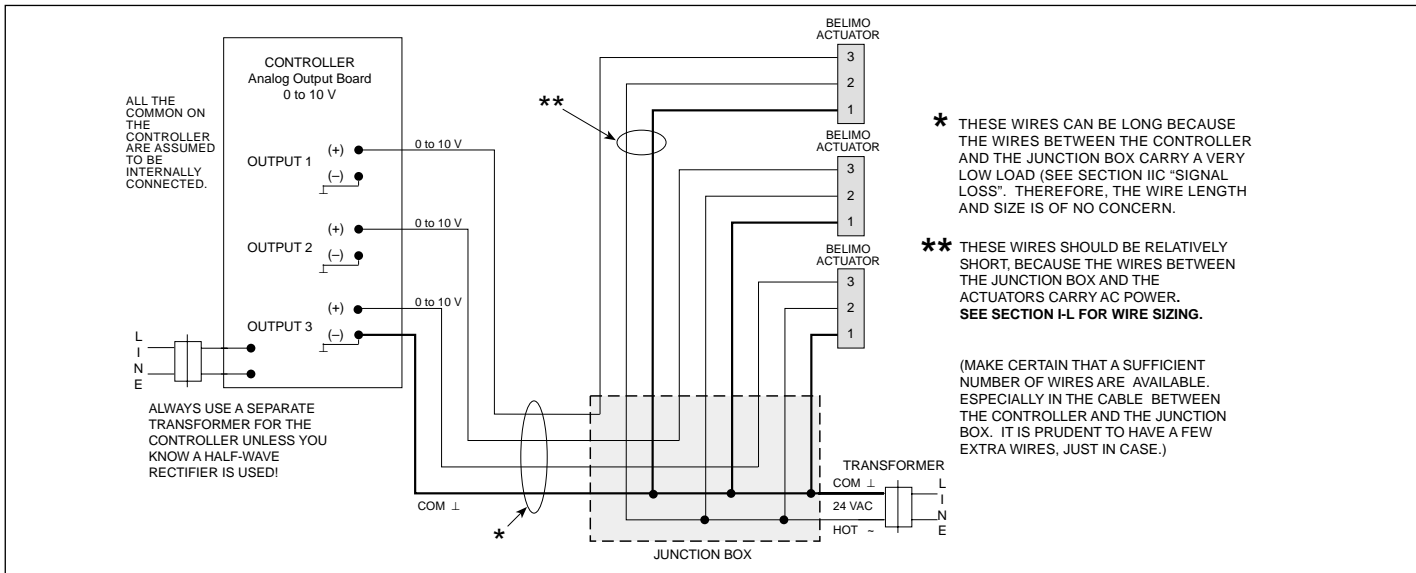 CONTROLLER
Analog Output Board
0 to 10 V
ALL THE
COMMON ON
THE
CONTROLLER
ARE ASSUMED
TO BE
INTERNALLY
CONNECTED.
OUTPUT 1
(+)
(–)
⊥
0 to 10 V
OUTPUT 2
(+)
(–)
⊥
0 to 10 V
OUTPUT 3
(+)
(–)
⊥
0 to 10 V
L
I
N
E
ALWAYS USE A SEPARATE
TRANSFORMER FOR THE
CONTROLLER UNLESS YOU
KNOW A HALF-WAVE
RECTIFIER IS USED!
COM ⊥
*
**
BELIMO
ACTUATOR
3
2
1
BELIMO
ACTUATOR
3
2
1
BELIMO
ACTUATOR
3
2
1
JUNCTION BOX
TRANSFORMER
COM ⊥
24 VAC
HOT ~
L
I
N
E
* THESE WIRES CAN BE LONG BECAUSE
THE WIRES BETWEEN THE CONTROLLER
AND THE JUNCTION BOX CARRY A VERY
LOW LOAD (SEE SECTION IIC “SIGNAL
LOSS”. THEREFORE, THE WIRE LENGTH
AND SIZE IS OF NO CONCERN.
** THESE WIRES SHOULD BE RELATIVELY
SHORT, BECAUSE THE WIRES BETWEEN
THE JUNCTION BOX AND THE
ACTUATORS CARRY AC POWER.
SEE SECTION I-L FOR WIRE SIZING.
(MAKE CERTAIN THAT A SUFFICIENT
NUMBER OF WIRES ARE AVAILABLE.
ESPECIALLY IN THE CABLE BETWEEN
THE CONTROLLER AND THE JUNCTION
BOX. IT IS PRUDENT TO HAVE A FEW
EXTRA WIRES, JUST IN CASE.)